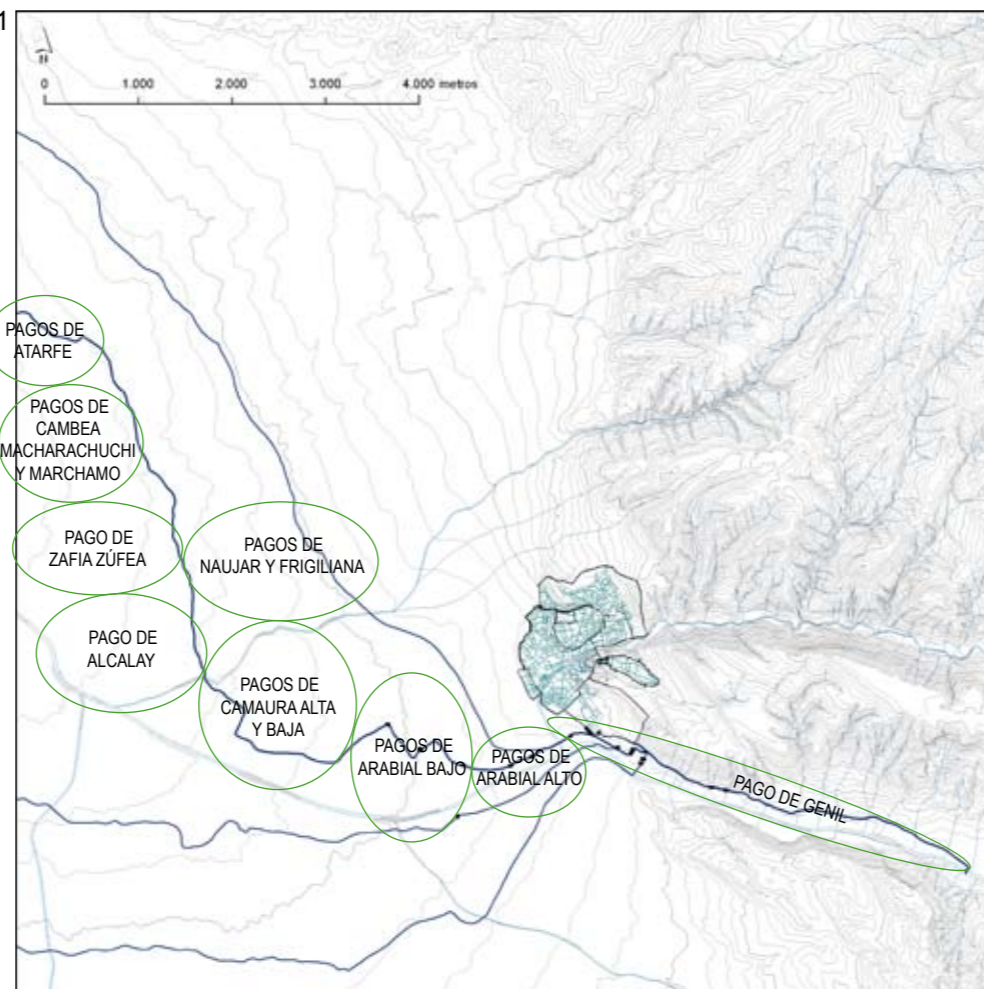 1
0 1.000 2.000 3.000 4.000 metros
PAGOS DE
ATARFE
PAGOS DE
CAMBEA
MACHARACHUCHI
Y MARCHAMO
PAGO DE
ZAFIA ZÚFEA
PAGOS DE
NAUJAR Y FRIGILIANA
PAGO DE
ALCALAY
PAGOS DE
CAMAURA ALTA
Y BAJA
PAGOS DE
ARABIAL BAJO
PAGOS DE
ARABIAL ALTO
PAGO DE GENIL